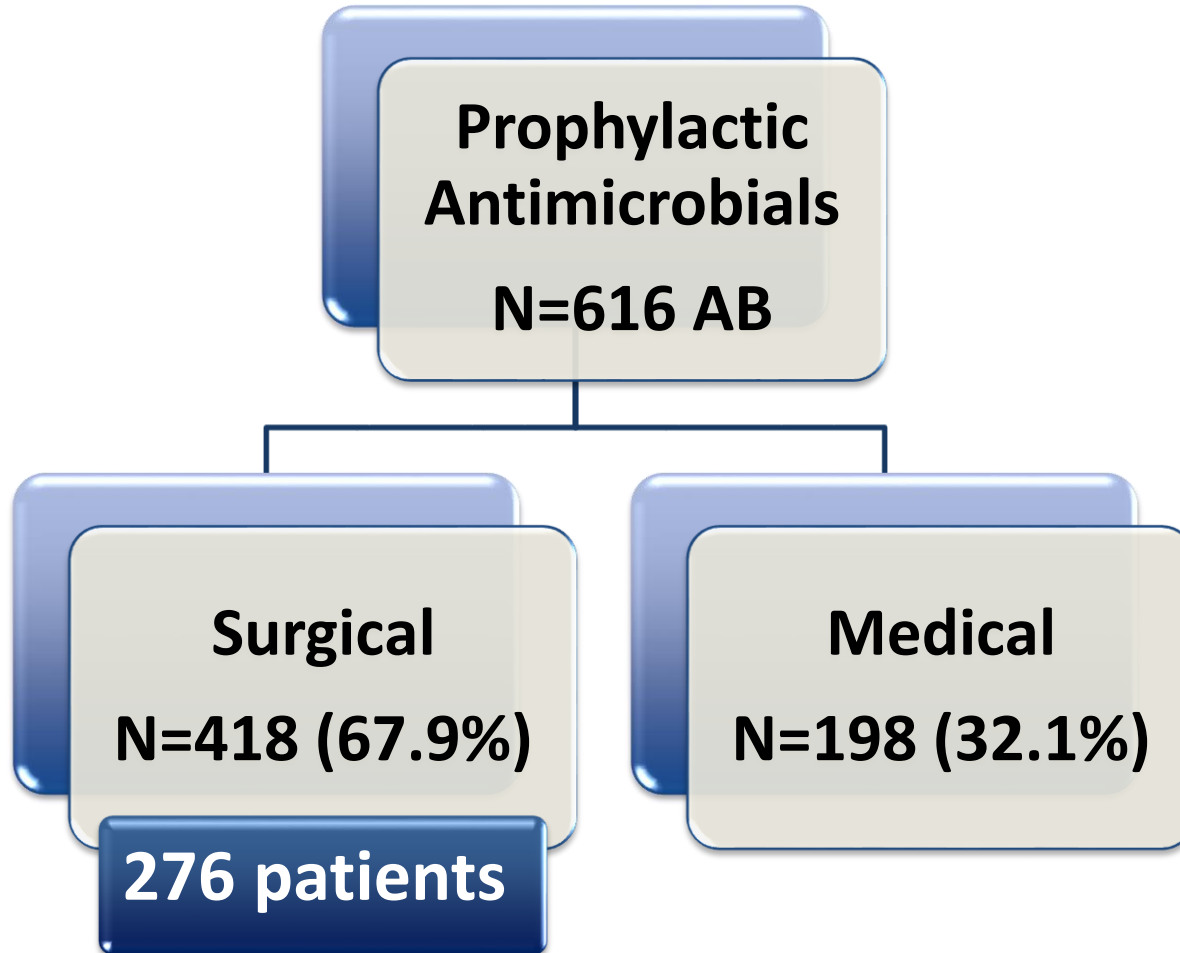 Prophylactic
Antimicrobials
N=616 AB
Surgical
N=418 (67.9%)
276 patients
Medical
N=198 (32.1%)